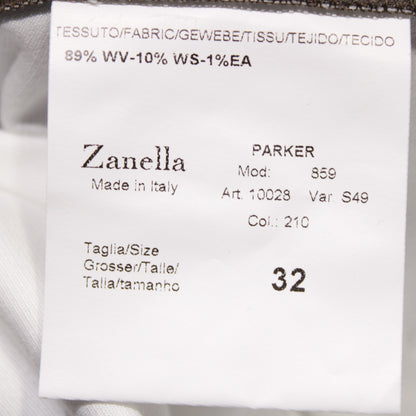 TESSUTO/FABRIC/GEWEBE/TISSU/TEJIDO/TECIDO
89% WV-10% WS-1%EA
Zanella
Made in Italy
PARKER
Mod: 859
Art. 10028 Var S49
Col.: 210
Taglia/Size
Grosser/Talle/
Talla/tamanho
32